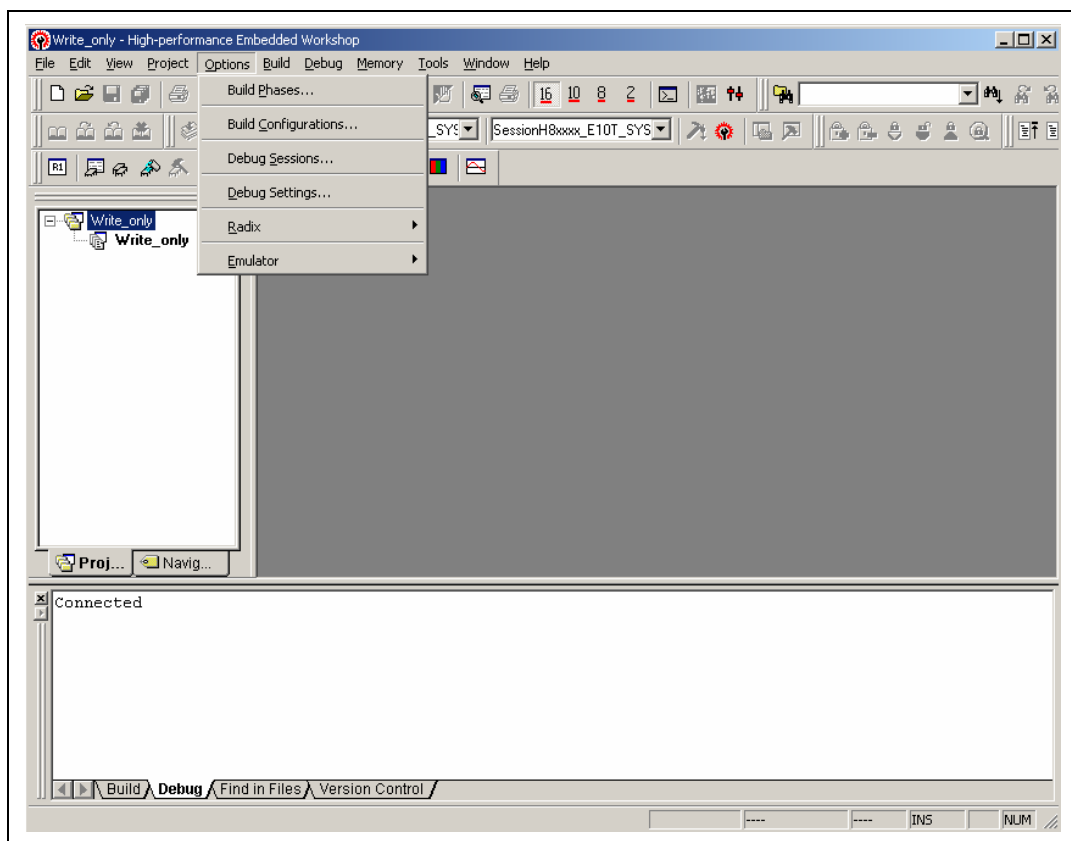 Write_only - High-performance Embedded Workshop
File Edit View Project Options Build Debug Memory Tools Window Help
Build Phases...
16 10 8 2
Build Configurations...
_SYS SessionH8xxxx_E10T_SYS
Debug Sessions...
R1
Debug Settings...
Write_only
Radix
Write_only
Emulator
Proj... Navig...
Connected
Build Debug Find in Files Version Control
---- ---- INS NUM